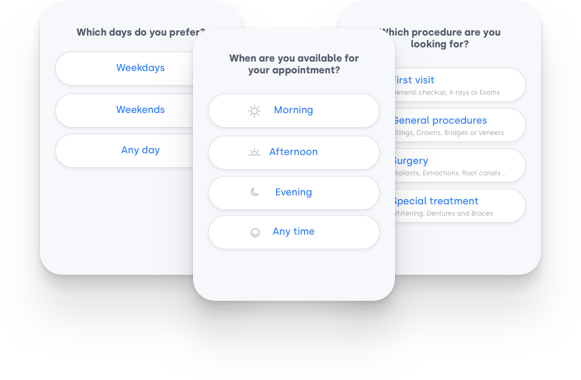 Which days do you prefer?
Weekdays
Weekends
Any day
When are you available for
your appointment?
Morning
Afternoon
Evening
Any time
Which procedure are you
looking for?
First visit
General checkup, X-rays or Exams
General procedures
Fillings, Crowns, Bridges or Veneers
Surgery
Implants, Extractions, Root canals...
Special treatment
Whitening, Dentures and Braces